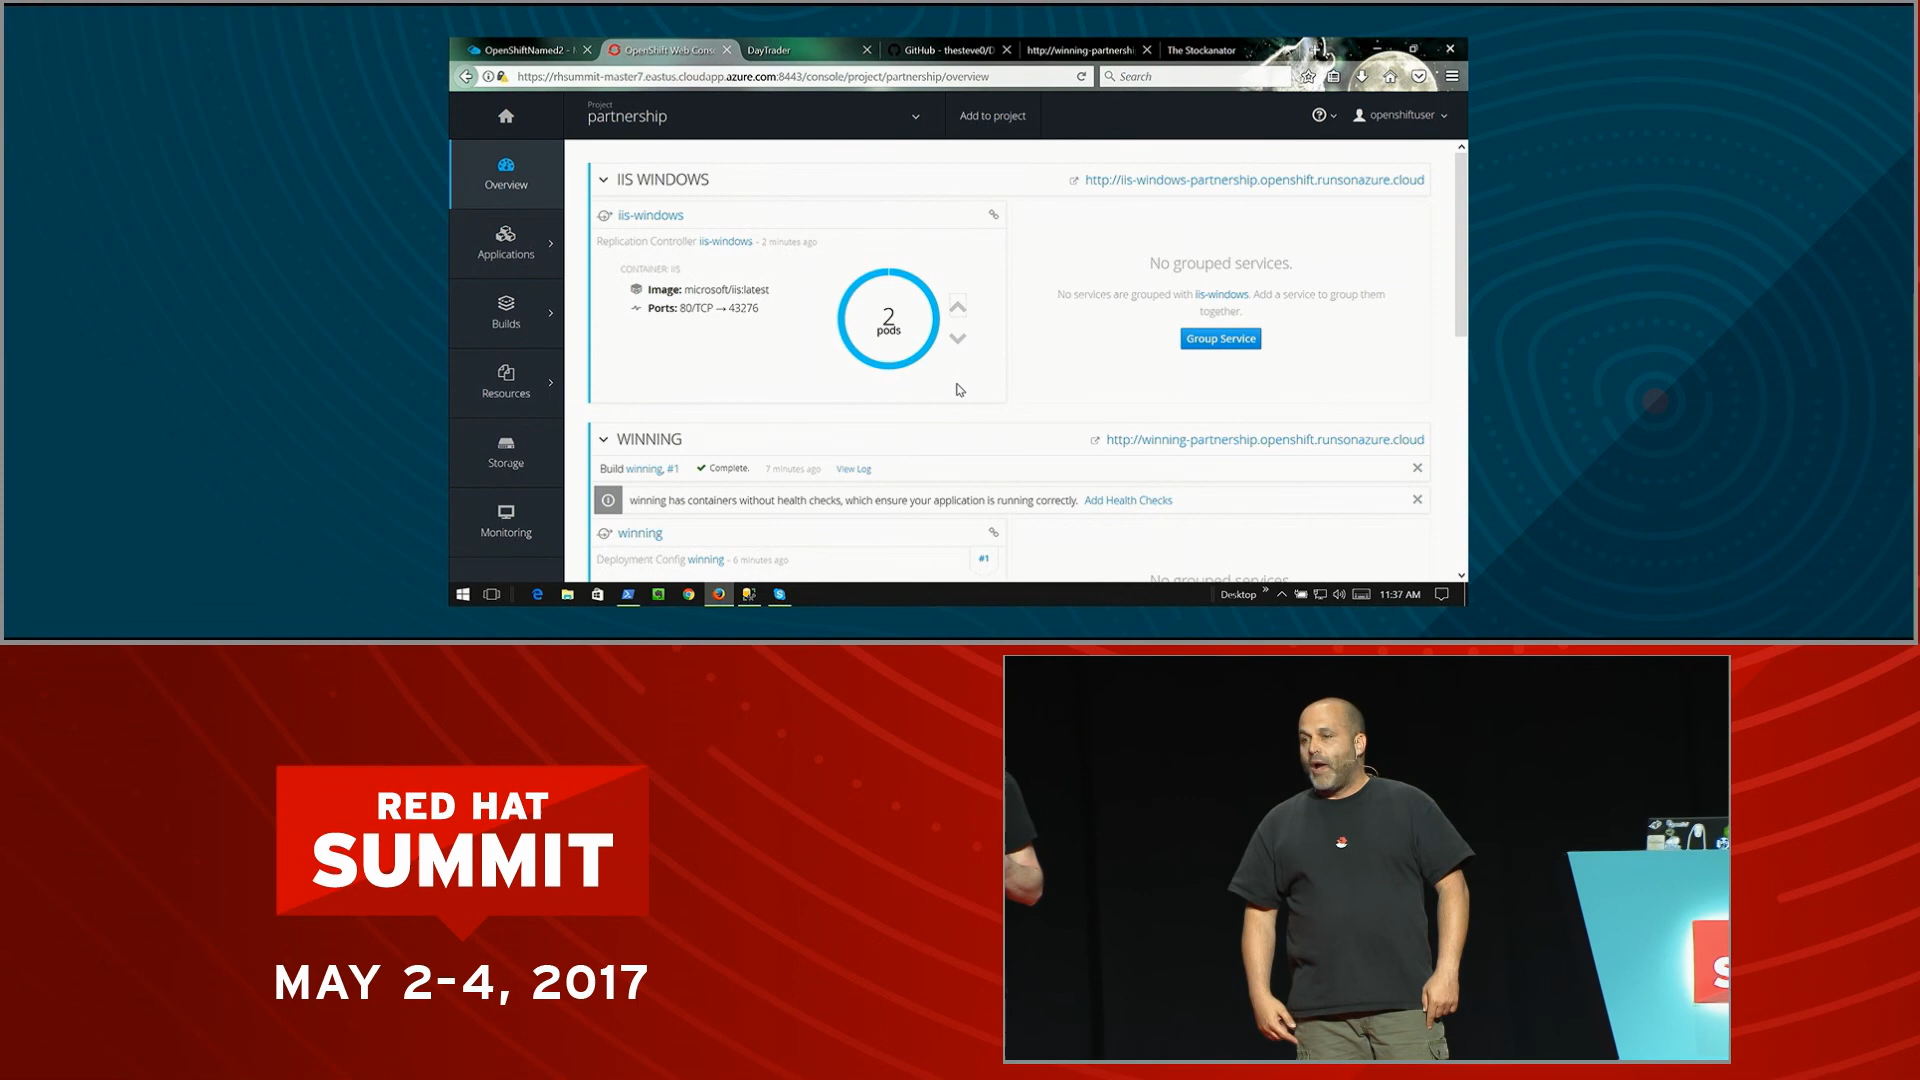 OpenShiftNamed2 -
OpenShift Web Cons
DayTrader
GitHub - thesteve0/D
http://winning-partnershi
The Stockanator
https://rhsummit-master7.eastus.cloudapp.azure.com:8443/console/project/partnership/overview
Search
Project
partnership
Add to project
openshiftuser
Overview
Applications
Builds
Resources
Storage
Monitoring
IIS WINDOWS
http://iis-windows-partnership.openshift.runsonazure.cloud
iis-windows
Replication Controller iis-windows - 2 minutes ago
CONTAINER: IIS
Image: microsoft/iis:latest
Ports: 80/TCP → 43276
2
pods
No grouped services.
No services are grouped with iis-windows. Add a service to group them
together.
Group Service
WINNING
http://winning-partnership.openshift.runsonazure.cloud
Build winning, #1 Complete. 7 minutes ago View Log
winning has containers without health checks, which ensure your application is running correctly. Add Health Checks
winning
Deployment Config winning - 6 minutes ago
#1
No grouped services
Desktop
11:37 AM
RED HAT
SUMMIT
MAY 2-4, 2017
S